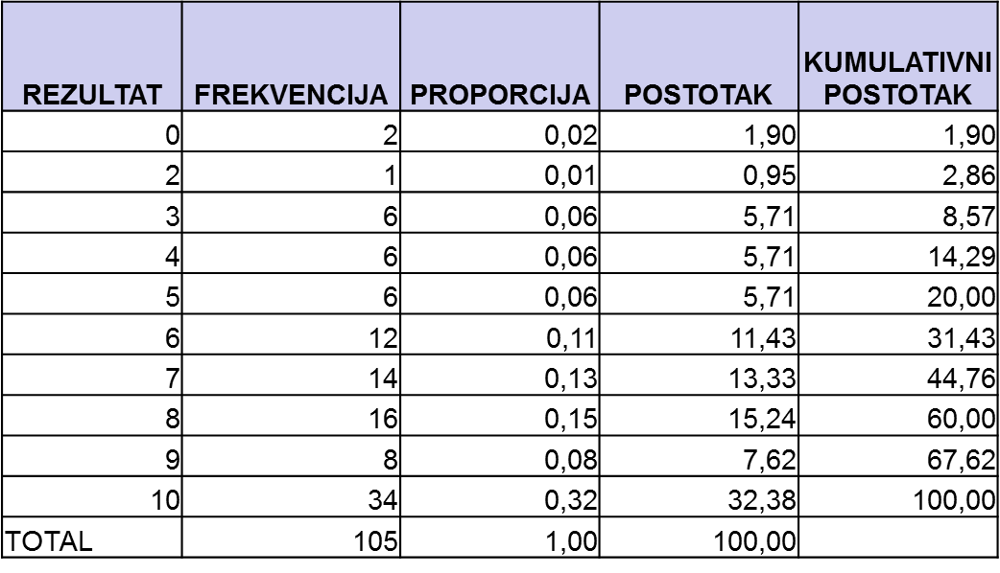 REZULTAT FREKVENCIJA PROPORCIJA POSTOTAK KUMULATIVNI POSTOTAK
0 2 0,02 1,90 1,90
2 1 0,01 0,95 2,86
3 6 0,06 5,71 8,57
4 6 0,06 5,71 14,29
5 6 0,06 5,71 20,00
6 12 0,11 11,43 31,43
7 14 0,13 13,33 44,76
8 16 0,15 15,24 60,00
9 8 0,08 7,62 67,62
10 34 0,32 32,38 100,00
TOTAL 105 1,00 100,00